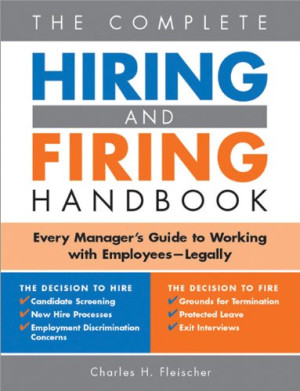 THE COMPLETE
HIRING
AND
FIRING
HANDBOOK
Every Manager's Guide to Working
with Employees—Legally
THE DECISION TO HIRE
✓ Candidate Screening
✓ New Hire Processes
✓ Employment Discrimination
Concerns
THE DECISION TO FIRE
✓ Grounds for Termination
✓ Protected Leave
✓ Exit Interviews
Charles H. Fleischer